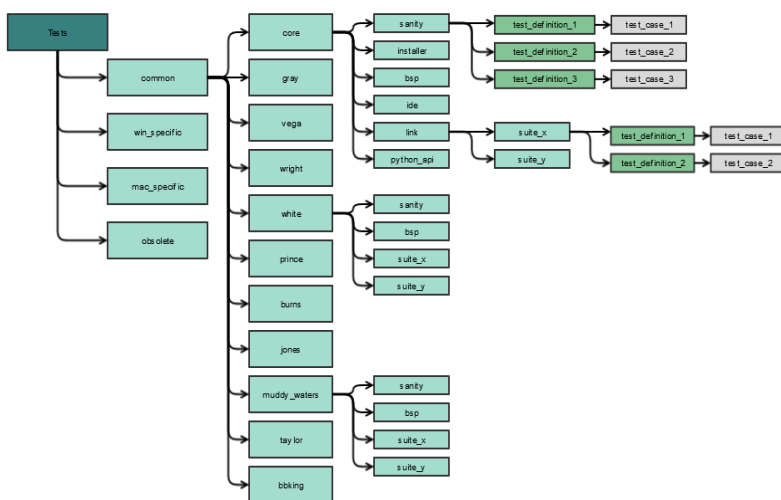 Tests
common
win_specific
mac_specific
obsolete
core
gray
vega
wright
white
prince
burns
jones
muddy_waters
taylor
bbking
sanity
installer
bsp
ide
link
python_api
test_definition_1
test_case_1
test_definition_2
test_case_2
test_definition_3
test_case_3
suite_x
suite_y
test_definition_1
test_case_1
test_definition_2
test_case_2
sanity
bsp
suite_x
suite_y
sanity
bsp
suite_x
suite_y